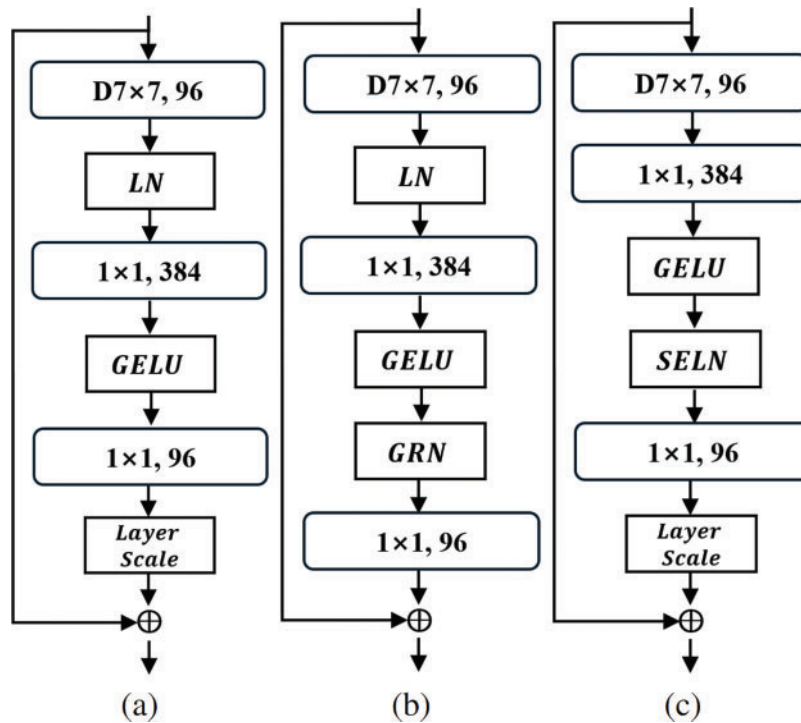 D7×7, 96
LN
1×1, 384
GELU
1×1, 96
Layer
Scale
(a)
D7×7, 96
LN
1×1, 384
GELU
GRN
1×1, 96
(b)
D7×7, 96
1×1, 384
GELU
SELN
1×1, 96
Layer
Scale
(c)